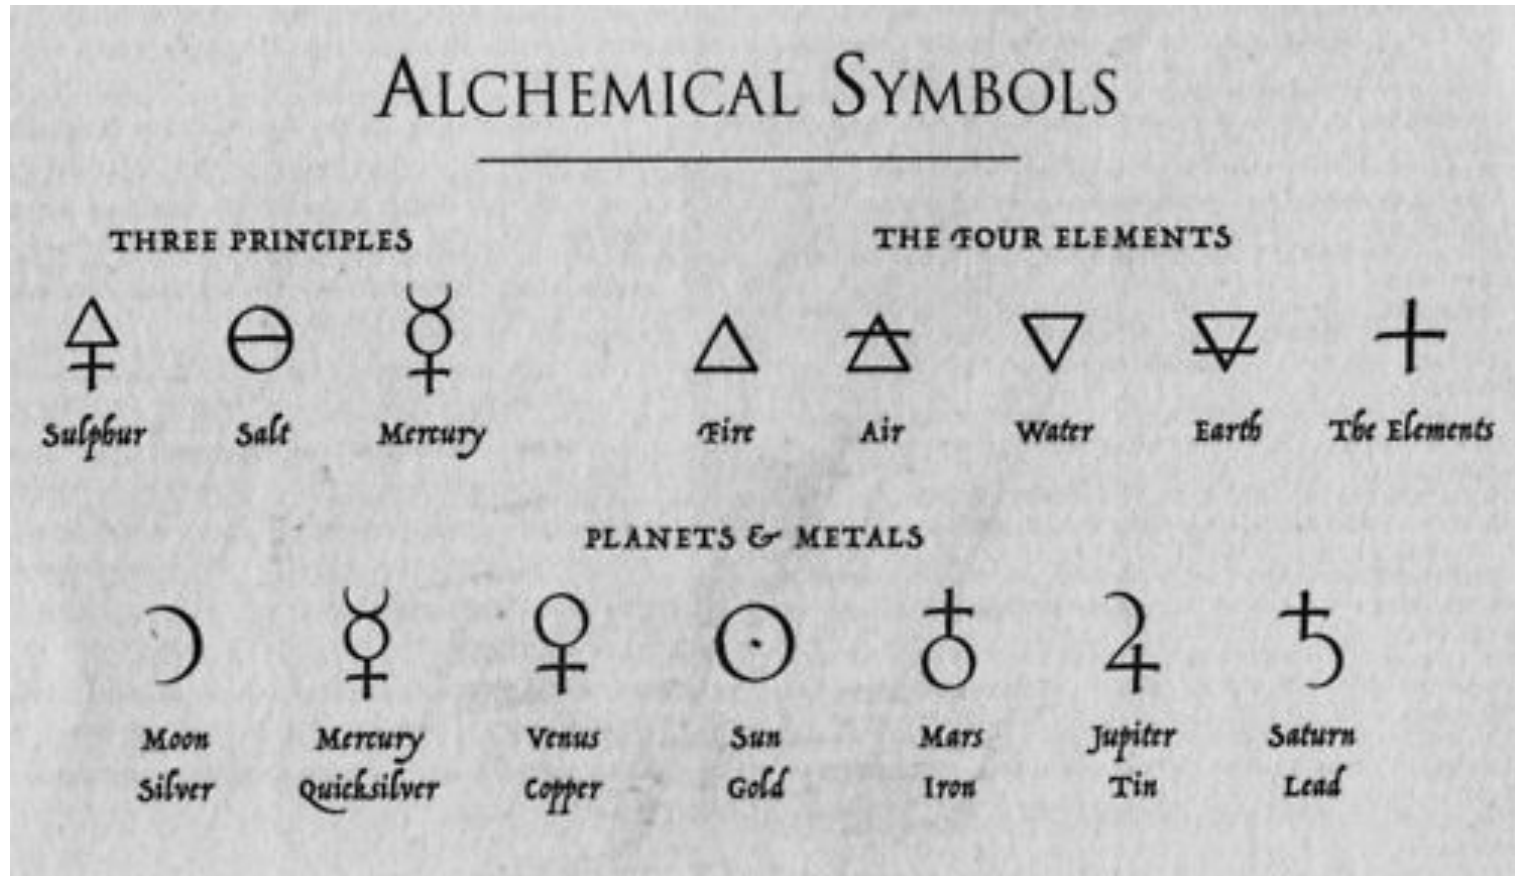 ALCHEMICAL SYMBOLS
THREE PRINCIPLES
Sulphur Salt Mercury
THE FOUR ELEMENTS
Fire Air Water Earth The Elements
PLANETS & METALS
Moon Mercury Venus Sun Mars Jupiter Saturn
Silver Quicksilver Copper Gold Iron Tin Lead